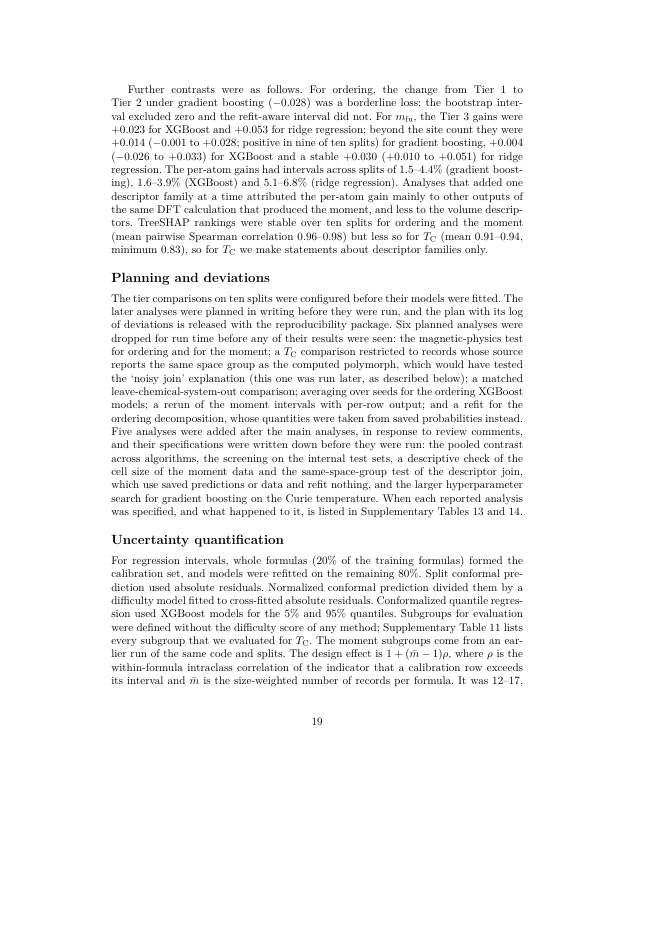 Further contrasts were as follows. For ordering, the change from Tier 1 to
Tier 2 under gradient boosting (−0.028) was a borderline loss: the bootstrap inter-
val excluded zero and the refit-aware interval did not. For m_fu, the Tier 3 gains were
+0.023 for XGBoost and +0.053 for ridge regression; beyond the site count they were
+0.014 (−0.001 to +0.028; positive in nine of ten splits) for gradient boosting, +0.004
(−0.026 to +0.033) for XGBoost and a stable +0.030 (+0.010 to +0.051) for ridge
regression. The per-atom gains had intervals across splits of 1.5–4.4% (gradient boost-
ing), 1.6–3.9% (XGBoost) and 5.1–6.8% (ridge regression). Analyses that added one
descriptor family at a time attributed the per-atom gain mainly to other outputs of
the same DFT calculation that produced the moment, and less to the volume descrip-
tors. TreeSHAP rankings were stable over ten splits for ordering and the moment
(mean pairwise Spearman correlation 0.96–0.98) but less so for T_C (mean 0.91–0.94,
minimum 0.83), so for T_C we make statements about descriptor families only.
Planning and deviations
The tier comparisons on ten splits were configured before their models were fitted. The
later analyses were planned in writing before they were run, and the plan with its log
of deviations is released with the reproducibility package. Six planned analyses were
dropped for run time before any of their results were seen: the magnetic-physics test
for ordering and for the moment; a T_C comparison restricted to records whose source
reports the same space group as the computed polymorph, which would have tested
the ‘noisy join’ explanation (this one was run later, as described below); a matched
leave-chemical-system-out comparison; averaging over seeds for the ordering XGBoost
models; a rerun of the moment intervals with per-row output; and a refit for the
ordering decomposition, whose quantities were taken from saved probabilities instead.
Five analyses were added after the main analyses, in response to review comments,
and their specifications were written down before they were run: the pooled contrast
across algorithms, the screening on the internal test sets, a descriptive check of the
cell size of the moment data and the same-space-group test of the descriptor join,
which use saved predictions or data and refit nothing, and the larger hyperparameter
search for gradient boosting on the Curie temperature. When each reported analysis
was specified, and what happened to it, is listed in Supplementary Tables 13 and 14.
Uncertainty quantification
For regression intervals, whole formulas (20% of the training formulas) formed the
calibration set, and models were refitted on the remaining 80%. Split conformal pre-
diction used absolute residuals. Normalized conformal prediction divided them by a
difficulty model fitted to cross-fitted absolute residuals. Conformalized quantile regres-
sion used XGBoost models for the 5% and 95% quantiles. Subgroups for evaluation
were defined without the difficulty score of any method; Supplementary Table 11 lists
every subgroup that we evaluated for T_C. The moment subgroups come from an ear-
lier run of the same code and splits. The design effect is 1 + (m̄ − 1)ρ, where ρ is the
within-formula intraclass correlation of the indicator that a calibration row exceeds
its interval and m̄ is the size-weighted number of records per formula. It was 12–17,
19